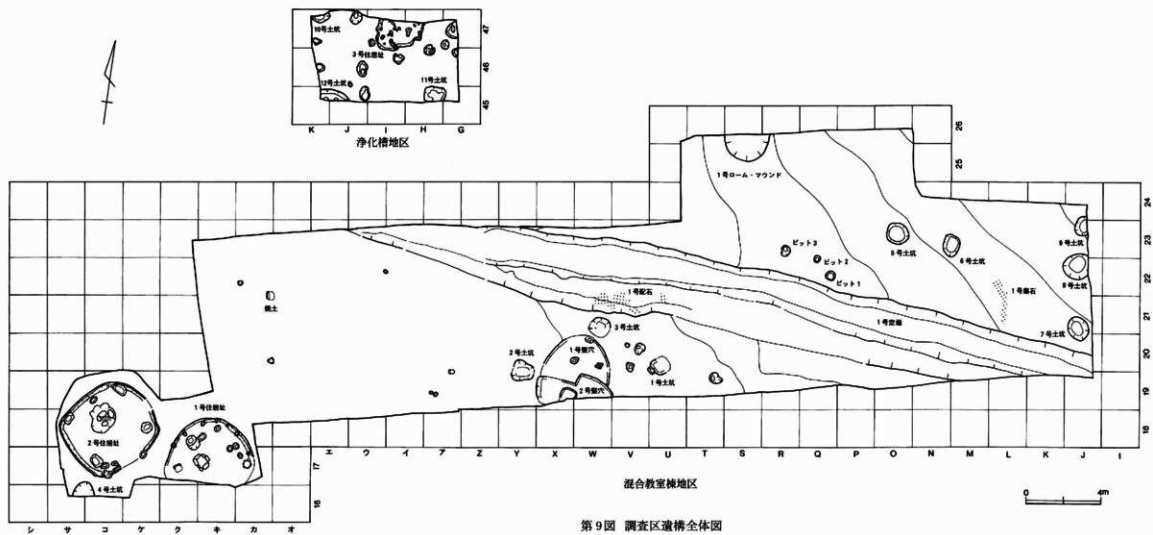 10号土坑
3号住居址
12号土坑
11号土坑
47
46
45
K J I H G
浄化槽地区
26
25
24
23
22
21
20
19
18
17
16
1号ローム・マウンド
ピット3
ピット2
ピット1
5号土坑
6号土坑
9号土坑
8号土坑
7号土坑
1号集石
1号空堀
1号配石
焼土
3号土坑
2号土坑
1号竪穴
2号竪穴
1号土坑
1号住居址
2号住居址
4号土坑
エ ウ イ ア Z Y X W V U T S R Q P O N M L K J I
混合教室棟地区
0 4m
シ サ コ ケ ク キ カ オ
第9図 調査区遺構全体図